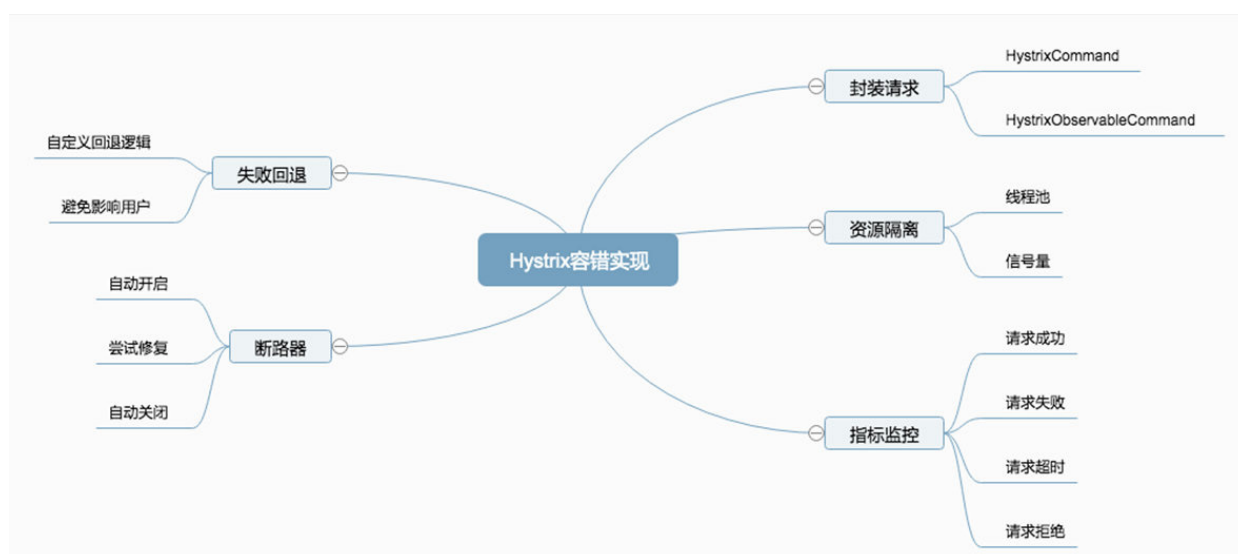 Hystrix容错实现
封装请求
HystrixCommand
HystrixObservableCommand
资源隔离
线程池
信号量
指标监控
请求成功
请求失败
请求超时
请求拒绝
失败回退
自定义回退逻辑
避免影响用户
断路器
自动开启
尝试修复
自动关闭